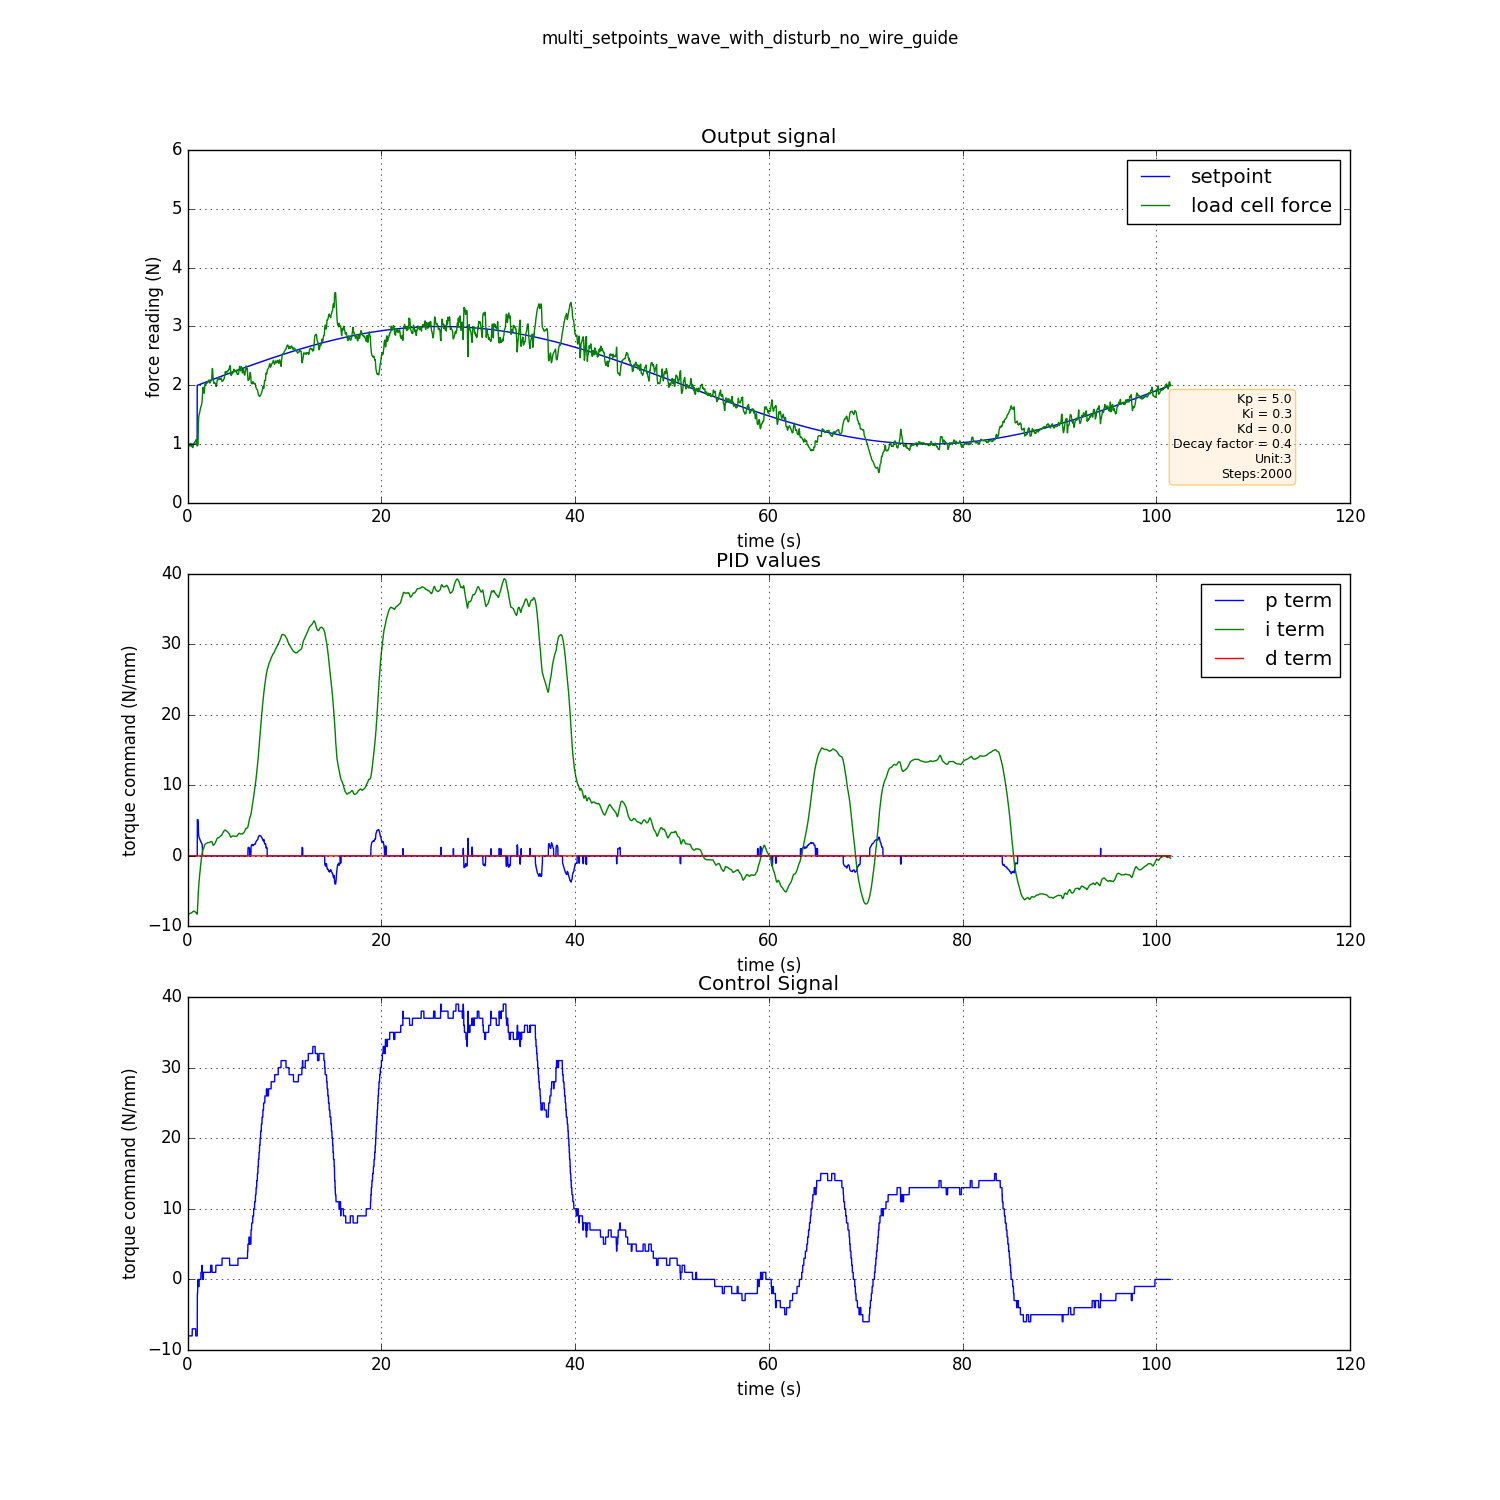 multi_setpoints_wave_with_disturb_no_wire_guide
Output signal
6
5
4
3
2
1
0
force reading (N)
setpoint
load cell force
Kp = 5.0
Ki = 0.3
Kd = 0.0
Decay factor = 0.4
Unit:3
Steps:2000
0 20 40 60 80 100 120
time (s)
PID values
40
30
20
10
0
−10
torque command (N/mm)
p term
i term
d term
0 20 40 60 80 100 120
time (s)
Control Signal
40
30
20
10
0
−10
torque command (N/mm)
0 20 40 60 80 100 120
time (s)